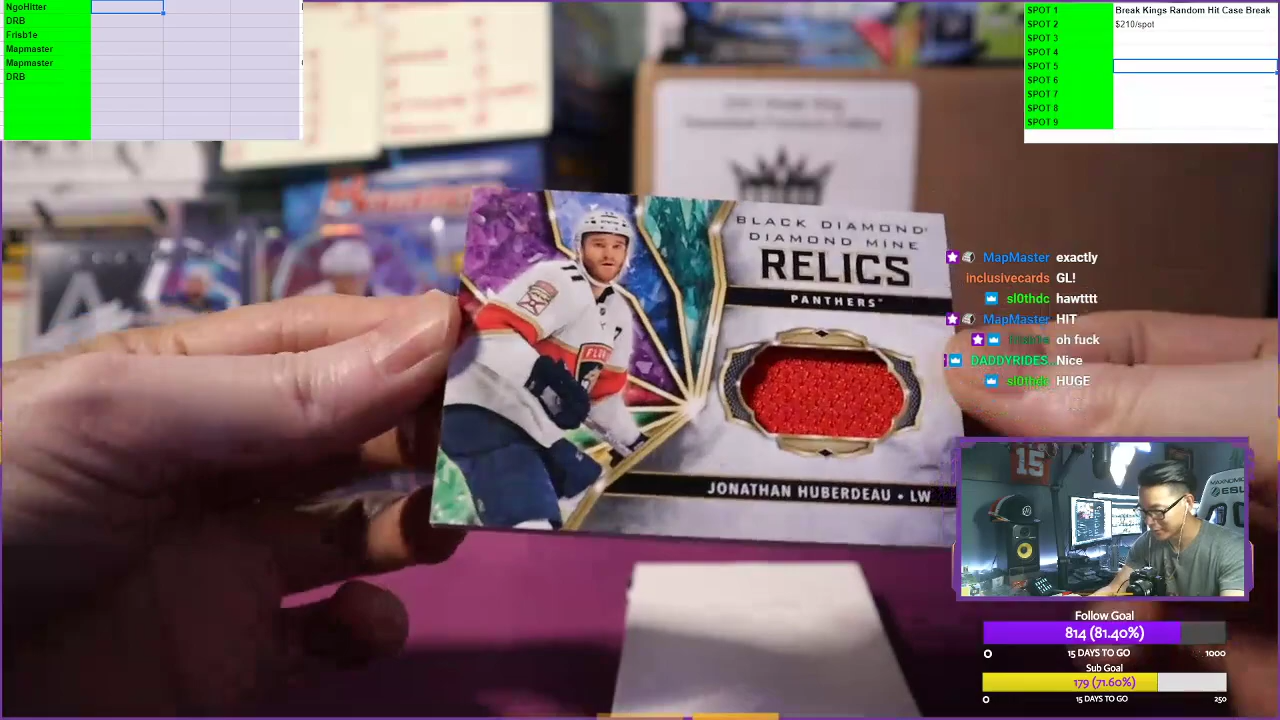 NgoHitter
DRB
Frisb1e
Mapmaster
Mapmaster
DRB
SPOT 1 Break Kings Random Hit Case Break
SPOT 2 $210/spot
SPOT 3
SPOT 4
SPOT 5
SPOT 6
SPOT 7
SPOT 8
SPOT 9
BLACK DIAMOND
DIAMOND MINE
RELICS
PANTHERS
JONATHAN HUBERDEAU • LW
MapMaster exactly
inclusivecards GL!
sl0thdc hawtttt
MapMaster HIT
oh fuck
DADDYRIDES Nice
sl0thdc HUGE
15
Follow Goal
814 (81.40%)
0 15 DAYS TO GO 1000
Sub Goal
179 (71.60%)
0 15 DAYS TO GO 250